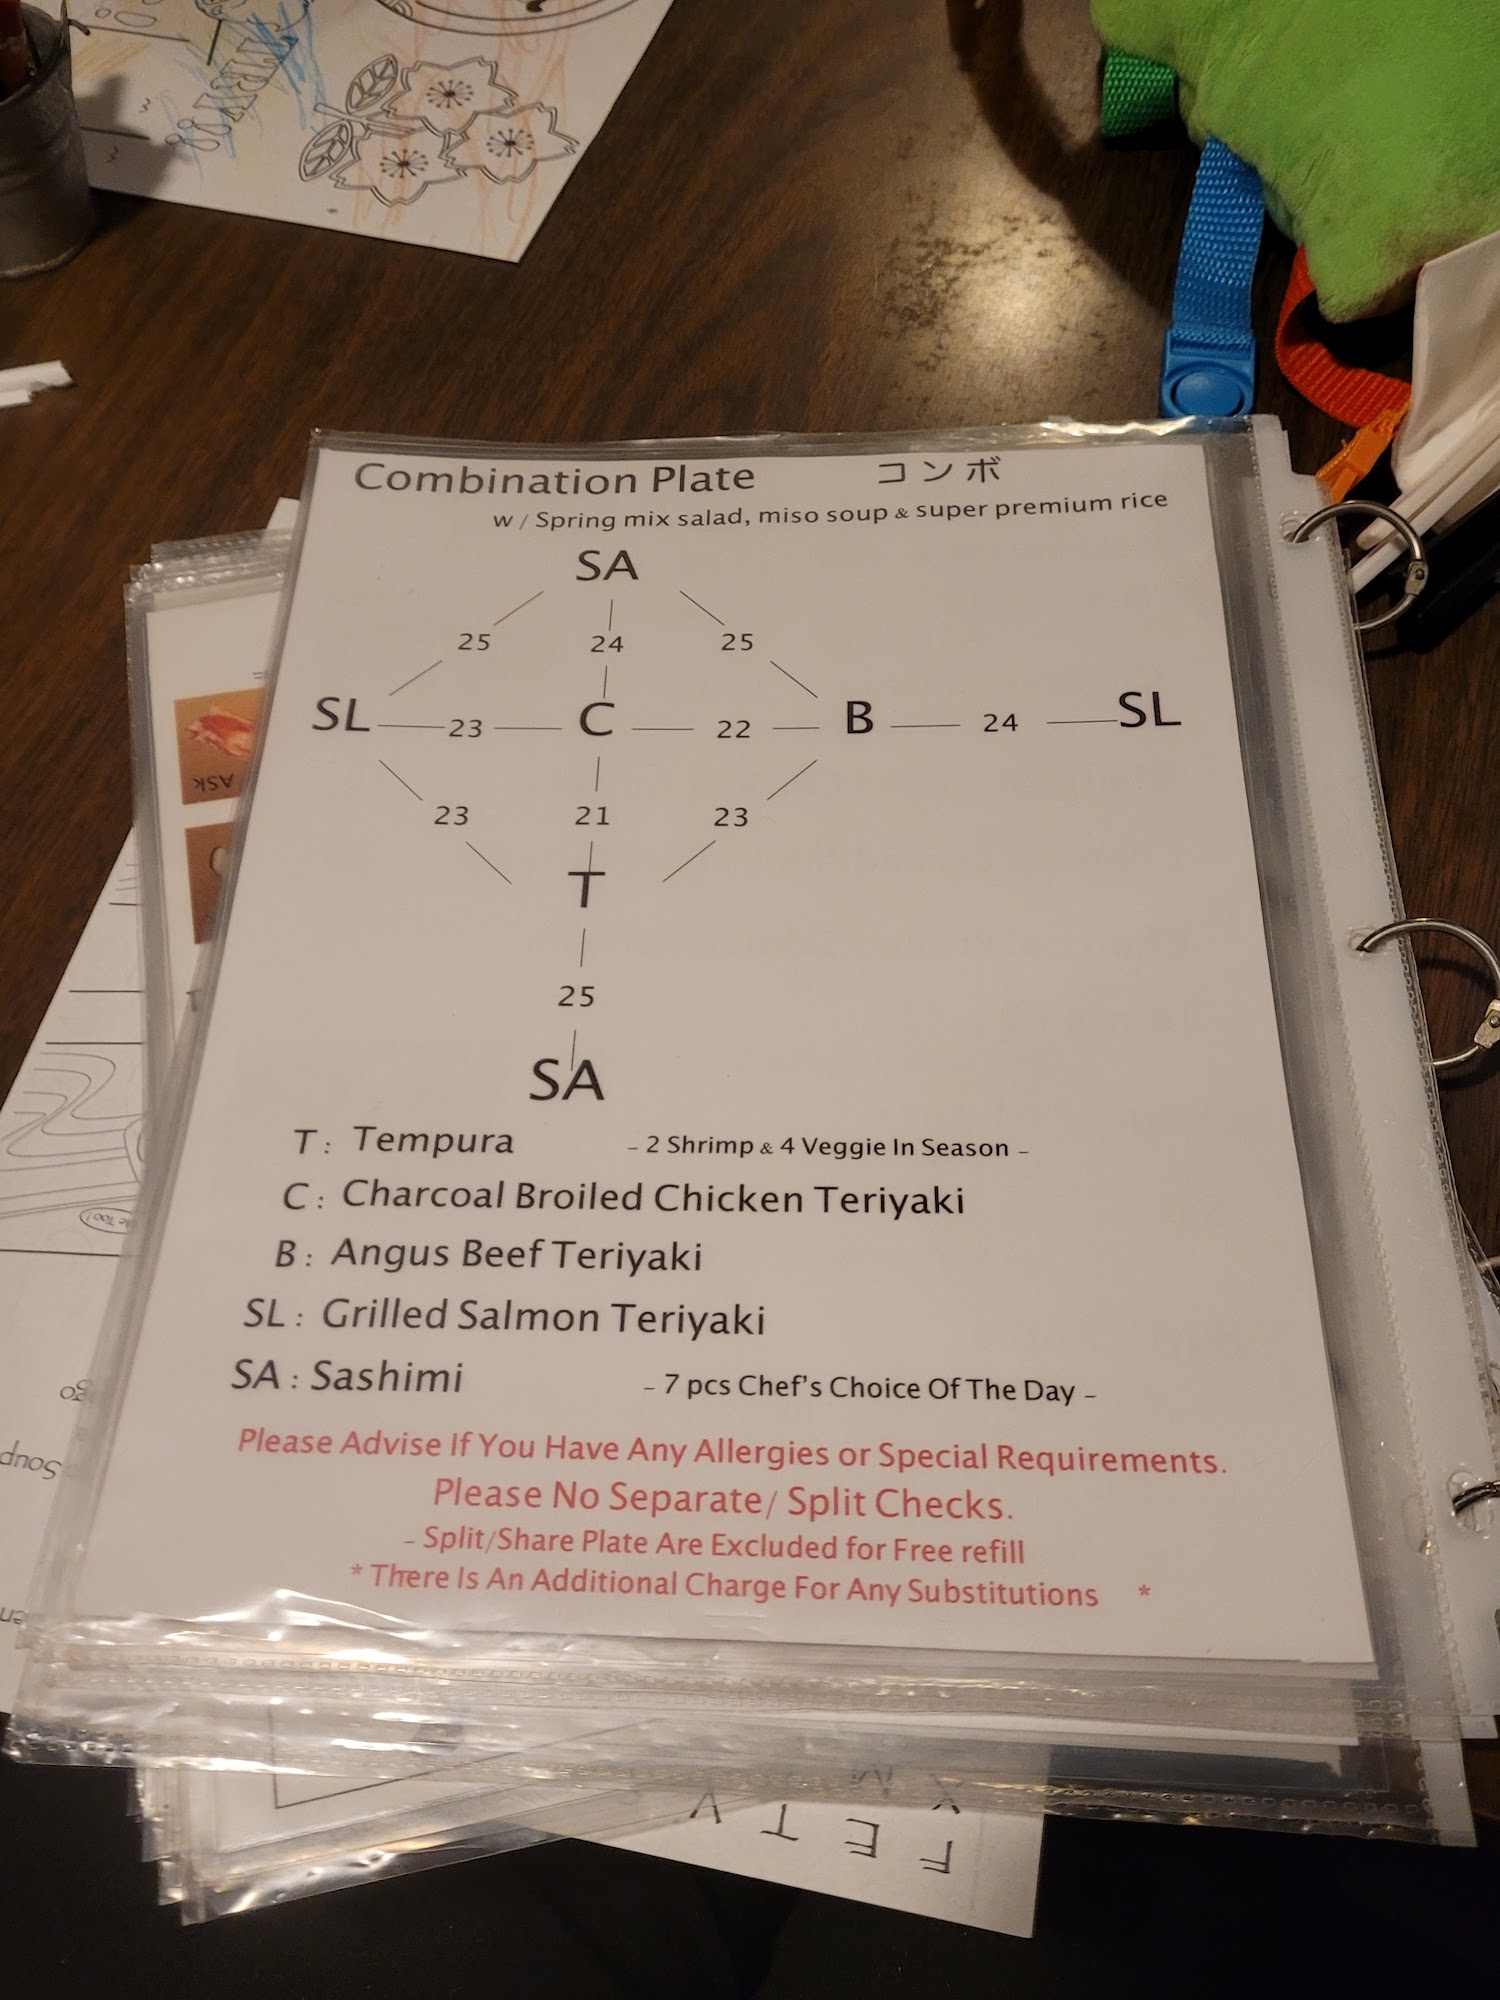 Combination Plate コンボ
w / Spring mix salad, miso soup & super premium rice
SA
25 24 25
SL 23 C 22 B 24 SL
23 21 23
T
25
SA
T : Tempura – 2 Shrimp & 4 Veggie In Season –
C : Charcoal Broiled Chicken Teriyaki
B : Angus Beef Teriyaki
SL : Grilled Salmon Teriyaki
SA : Sashimi – 7 pcs Chef's Choice Of The Day –
Please Advise If You Have Any Allergies or Special Requirements.
Please No Separate/ Split Checks.
– Split/Share Plate Are Excluded for Free refill
* There Is An Additional Charge For Any Substitutions *
ASK
Soup
Too!
V T E F